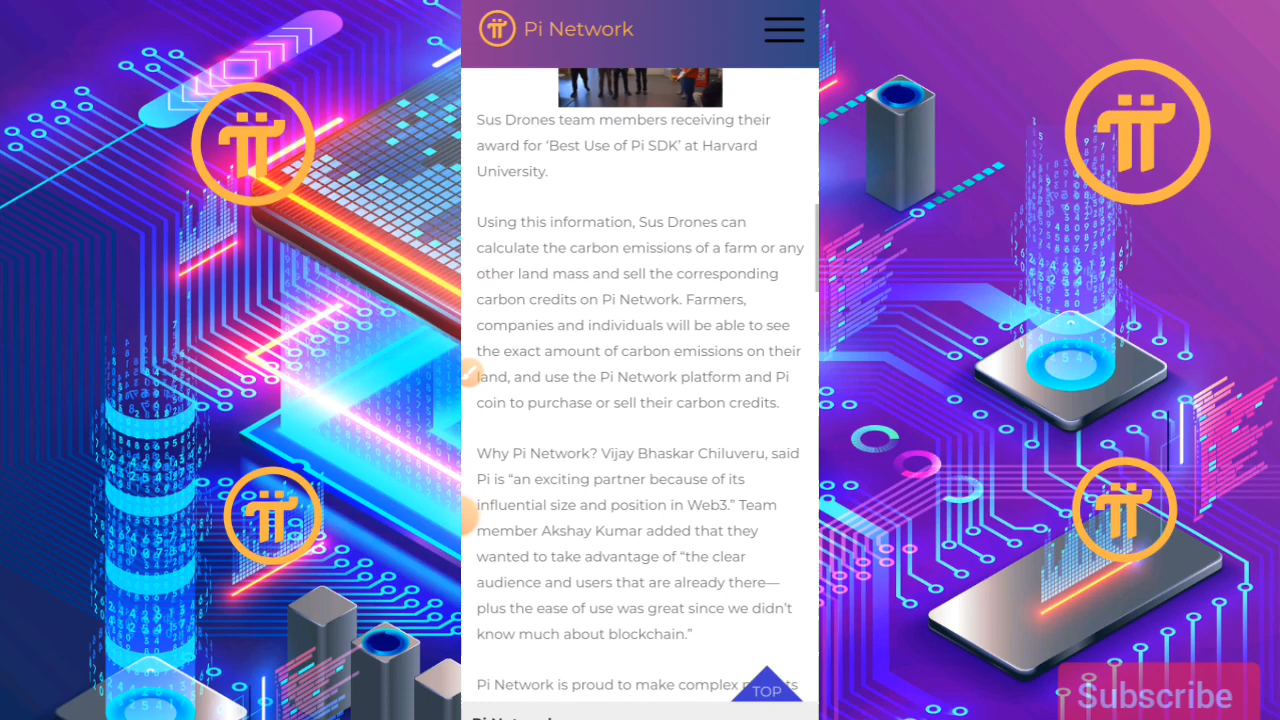 Pi Network
Sus Drones team members receiving their
award for ‘Best Use of Pi SDK’ at Harvard
University.
Using this information, Sus Drones can
calculate the carbon emissions of a farm or any
other land mass and sell the corresponding
carbon credits on Pi Network. Farmers,
companies and individuals will be able to see
the exact amount of carbon emissions on their
land, and use the Pi Network platform and Pi
coin to purchase or sell their carbon credits.
Why Pi Network? Vijay Bhaskar Chiluveru, said
Pi is “an exciting partner because of its
influential size and position in Web3.” Team
member Akshay Kumar added that they
wanted to take advantage of “the clear
audience and users that are already there—
plus the ease of use was great since we didn’t
know much about blockchain.”
Pi Network is proud to make complex
TOP
Subscribe